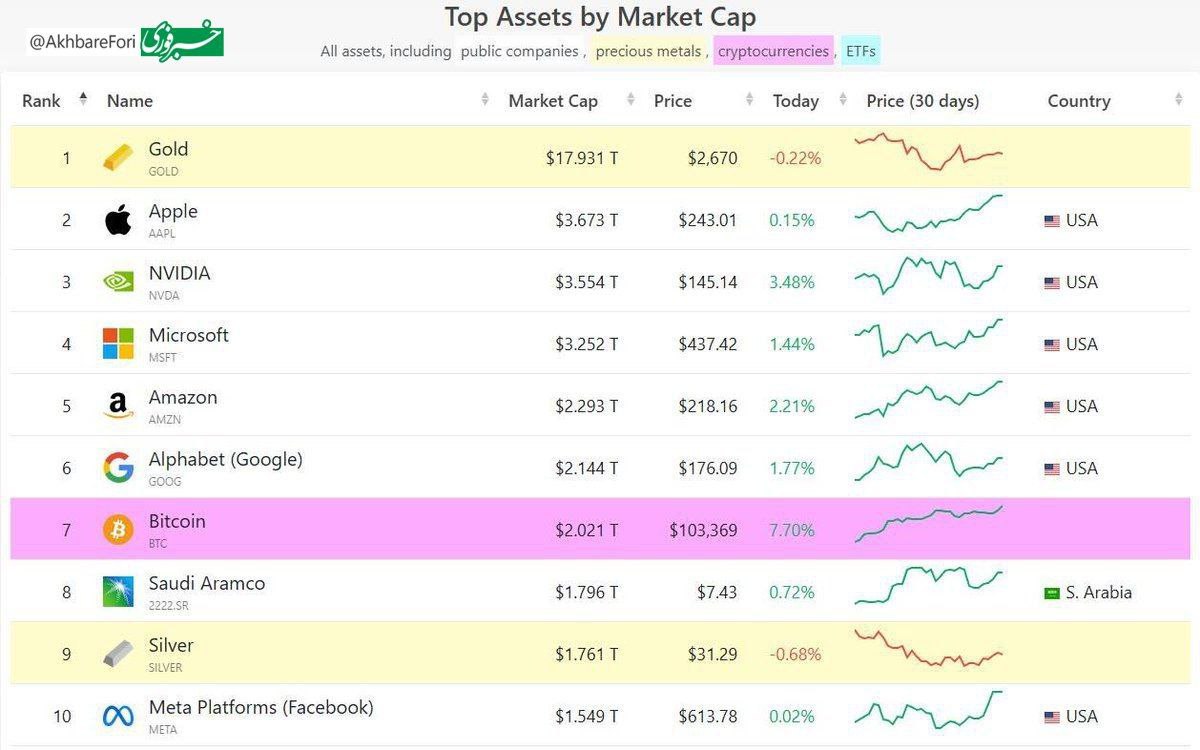 Top Assets by Market Cap
@AkhbareFori خبرفوری
All assets, including public companies , precious metals , cryptocurrencies , ETFs
Rank Name Market Cap Price Today Price (30 days) Country
1 Gold $17.931 T $2,670 -0.22%
GOLD
2 Apple $3.673 T $243.01 0.15% USA
AAPL
3 NVIDIA $3.554 T $145.14 3.48% USA
NVDA
4 Microsoft $3.252 T $437.42 1.44% USA
MSFT
5 Amazon $2.293 T $218.16 2.21% USA
AMZN
6 Alphabet (Google) $2.144 T $176.09 1.77% USA
GOOG
7 Bitcoin $2.021 T $103,369 7.70%
BTC
8 Saudi Aramco $1.796 T $7.43 0.72% S. Arabia
2222.SR
9 Silver $1.761 T $31.29 -0.68%
SILVER
10 Meta Platforms (Facebook) $1.549 T $613.78 0.02% USA
META